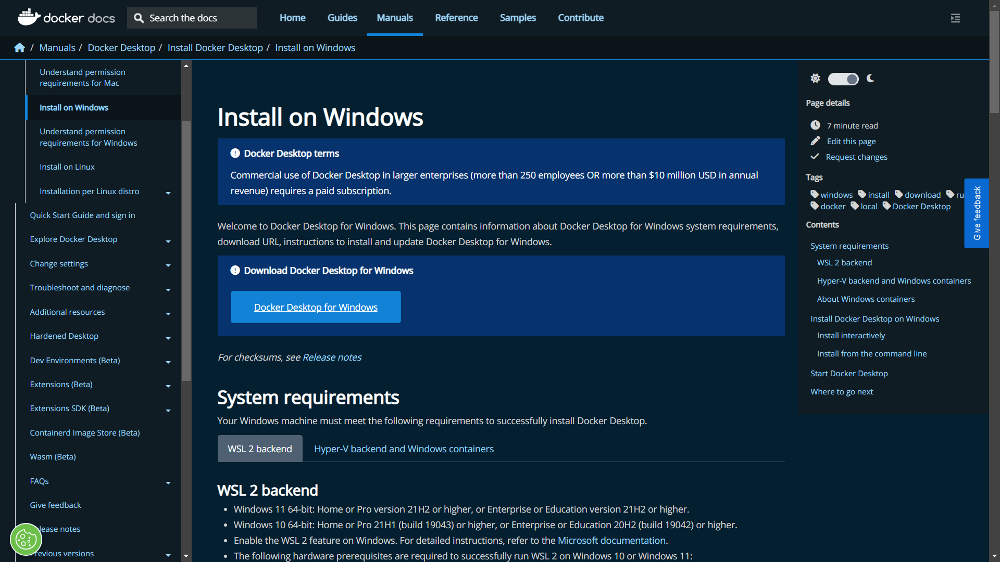 docker docs
Search the docs
Home
Guides
Manuals
Reference
Samples
Contribute
/ Manuals / Docker Desktop / Install Docker Desktop / Install on Windows
Understand permission
requirements for Mac
Install on Windows
Understand permission
requirements for Windows
Install on Linux
Installation per Linux distro
Quick Start Guide and sign in
Explore Docker Desktop
Change settings
Troubleshoot and diagnose
Additional resources
Hardened Desktop
Dev Environments (Beta)
Extensions (Beta)
Extensions SDK (Beta)
Containerd Image Store (Beta)
Wasm (Beta)
FAQs
Give feedback
lease notes
revious versions
Install on Windows
Docker Desktop terms
Commercial use of Docker Desktop in larger enterprises (more than 250 employees OR more than $10 million USD in annual
revenue) requires a paid subscription.
Welcome to Docker Desktop for Windows. This page contains information about Docker Desktop for Windows system requirements,
download URL, instructions to install and update Docker Desktop for Windows.
Download Docker Desktop for Windows
Docker Desktop for Windows
For checksums, see Release notes
System requirements
Your Windows machine must meet the following requirements to successfully install Docker Desktop.
WSL 2 backend
Hyper-V backend and Windows containers
WSL 2 backend
• Windows 11 64-bit: Home or Pro version 21H2 or higher, or Enterprise or Education version 21H2 or higher.
• Windows 10 64-bit: Home or Pro 21H1 (build 19043) or higher, or Enterprise or Education 20H2 (build 19042) or higher.
• Enable the WSL 2 feature on Windows. For detailed instructions, refer to the Microsoft documentation.
• The following hardware prerequisites are required to successfully run WSL 2 on Windows 10 or Windows 11:
Page details
7 minute read
Edit this page
Request changes
Tags
windows install download ru
docker local Docker Desktop
Give feedback
Contents
System requirements
WSL 2 backend
Hyper-V backend and Windows containers
About Windows containers
Install Docker Desktop on Windows
Install interactively
Install from the command line
Start Docker Desktop
Where to go next